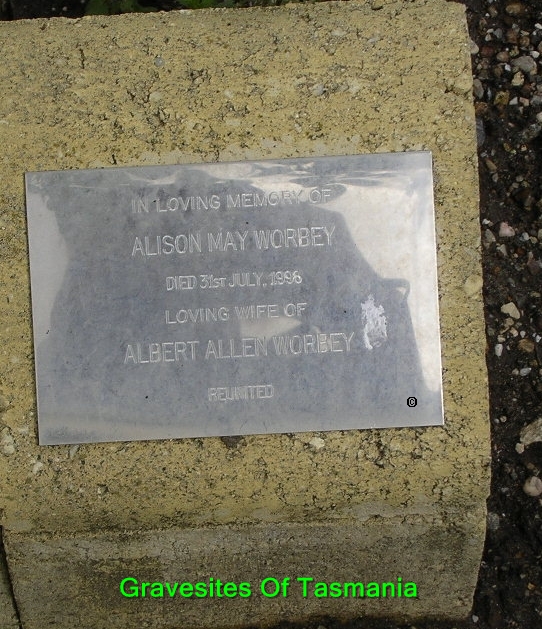 IN LOVING MEMORY OF
ALISON MAY WORBEY
DIED 31ST JULY, 1996
LOVING WIFE OF
ALBERT ALLEN WORBEY
REUNITED
©
Gravesites Of Tasmania